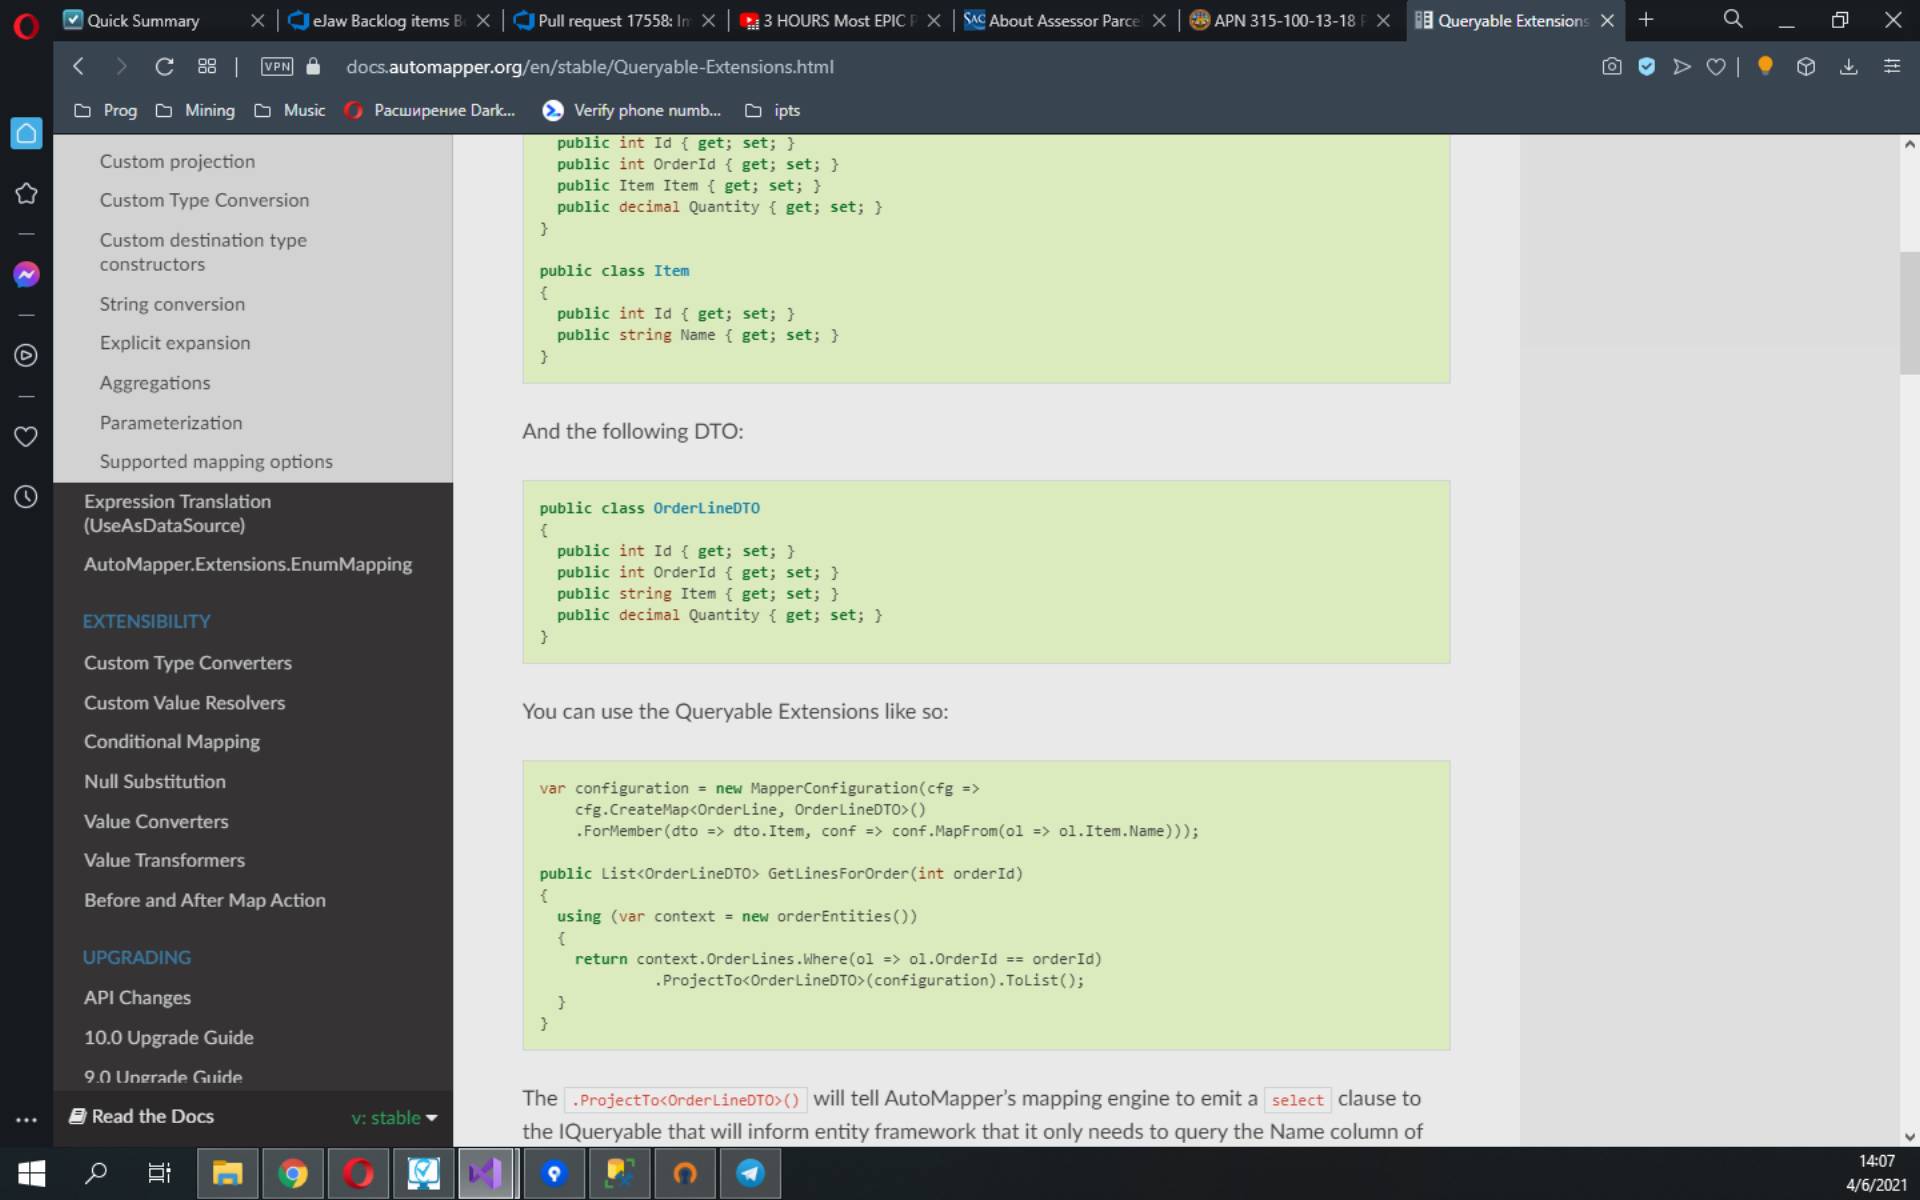 Quick Summary
eJaw Backlog items B
Pull request 17558: In
3 HOURS Most EPIC P
SAC About Assessor Parce
APN 315-100-13-18 F
Queryable Extensions
VPN
docs.automapper.org/en/stable/Queryable-Extensions.html
Prog
Mining
Music
Расширение Dark...
Verify phone numb...
ipts
Custom projection
Custom Type Conversion
Custom destination type
constructors
String conversion
Explicit expansion
Aggregations
Parameterization
Supported mapping options
Expression Translation
(UseAsDataSource)
AutoMapper.Extensions.EnumMapping
EXTENSIBILITY
Custom Type Converters
Custom Value Resolvers
Conditional Mapping
Null Substitution
Value Converters
Value Transformers
Before and After Map Action
UPGRADING
API Changes
10.0 Upgrade Guide
9.0 Upgrade Guide
Read the Docs
v: stable
public int Id { get; set; }
public int OrderId { get; set; }
public Item Item { get; set; }
public decimal Quantity { get; set; }
}
public class Item
{
public int Id { get; set; }
public string Name { get; set; }
}
And the following DTO:
public class OrderLineDTO
{
public int Id { get; set; }
public int OrderId { get; set; }
public string Item { get; set; }
public decimal Quantity { get; set; }
}
You can use the Queryable Extensions like so:
var configuration = new MapperConfiguration(cfg =>
cfg.CreateMap<OrderLine, OrderLineDTO>()
.ForMember(dto => dto.Item, conf => conf.MapFrom(ol => ol.Item.Name)));
public List<OrderLineDTO> GetLinesForOrder(int orderId)
{
using (var context = new orderEntities())
{
return context.OrderLines.Where(ol => ol.OrderId == orderId)
.ProjectTo<OrderLineDTO>(configuration).ToList();
}
}
The .ProjectTo<OrderLineDTO>() will tell AutoMapper’s mapping engine to emit a select clause to
the IQueryable that will inform entity framework that it only needs to query the Name column of
14:07
4/6/2021